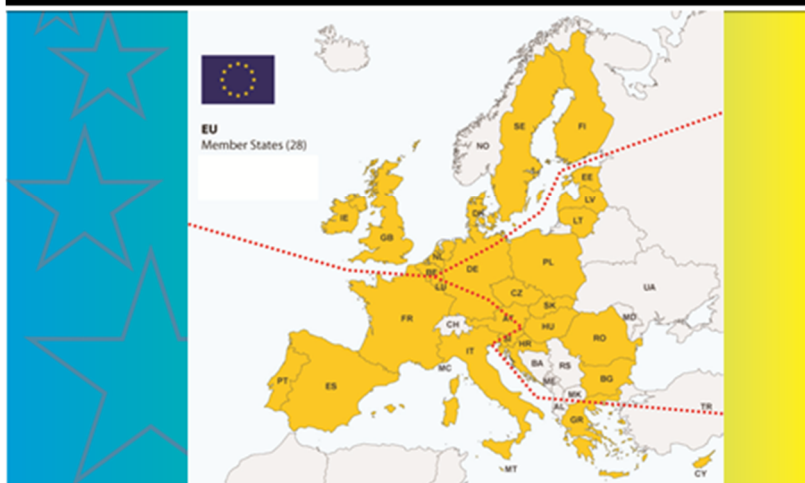 EU
Member States (28)
SE
FI
NO
EE
LV
LT
DK
IE
GB
NL
BE
DE
PL
LU
CZ
UA
SK
FR
CH
AT
HU
MD
SI
HR
RO
IT
BA
RS
MC
ME
BG
PT
ES
MK
AL
TR
GR
MT
CY